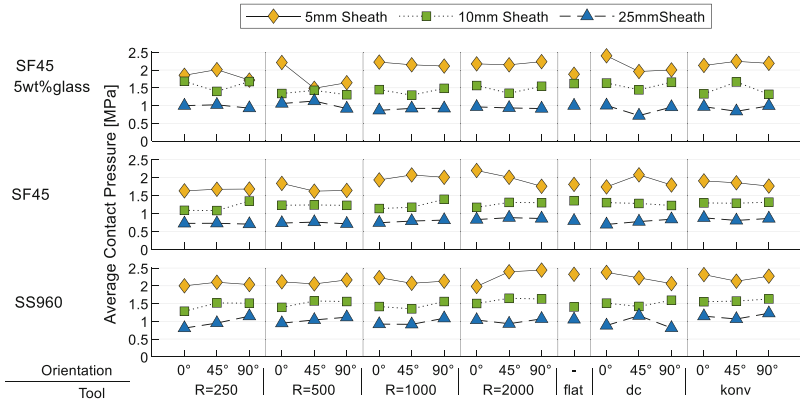 5mm Sheath 10mm Sheath 25mmSheath
Average Contact Pressure [MPa]
SF45
5wt%glass
2.5
2
1.5
1
0.5
0
SF45
2.5
2
1.5
1
0.5
0
SS960
2.5
2
1.5
1
0.5
0
Orientation 0° 45° 90° 0° 45° 90° 0° 45° 90° 0° 45° 90° - 0° 45° 90° 0° 45° 90°
Tool R=250 R=500 R=1000 R=2000 flat dc konv